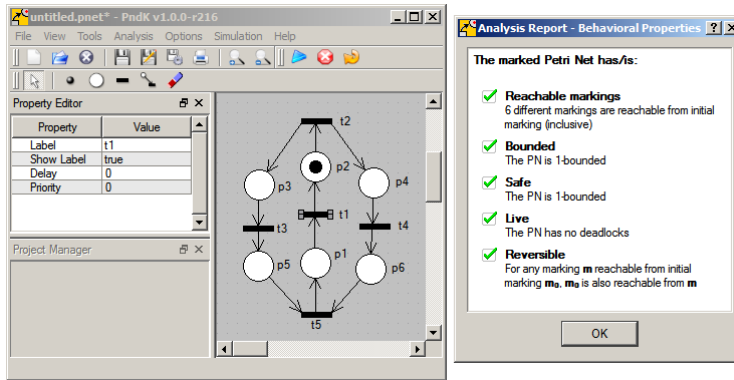 untitled.pnet* - PndK v1.0.0-r216
File View Tools Analysis Options Simulation Help
Property Editor
Property Value
Label t1
Show Label true
Delay 0
Priority 0
Project Manager
t2
p2
p3
p4
t1
t3
t4
p5
p1
p6
t5
Analysis Report - Behavioral Properties
The marked Petri Net has/is:
Reachable markings
6 different markings are reachable from initial
marking (inclusive)
Bounded
The PN is 1-bounded
Safe
The PN is 1-bounded
Live
The PN has no deadlocks
Reversible
For any marking m reachable from initial
marking m₀, m₀ is also reachable from m
OK